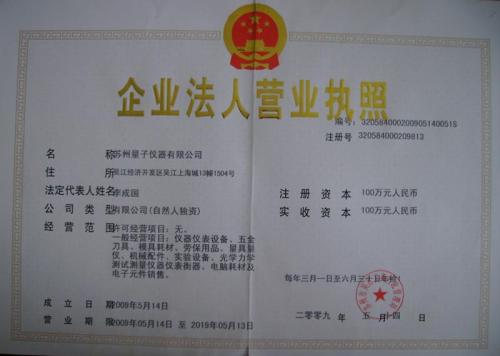 企业法人营业执照
编号:320584000200905140051S
注册号 320584000209813
名 称 苏州量子仪器有限公司
住 所 吴江经济开发区吴江上海城13幢1504号
法定代表人姓名 李成国
注 册 资 本 100万元人民币
公 司 类 型 有限公司(自然人独资)
实 收 资 本 100万元人民币
经 营 范 围 许可经营项目:无。
一般经营项目:仪器仪表设备、五金
刀具、模具耗材、劳保用品、量具量
仪、机械配件、实验设备、光学力学
测试测量仪器仪表衡器、电脑耗材及
电子元件销售。
每年三月一日至六月三十日年检
成 立 日 期 2009年5月14日
二零零九 年 五 月 十四
营 业 期 限 2009年05月14日 至 2019年05月13日